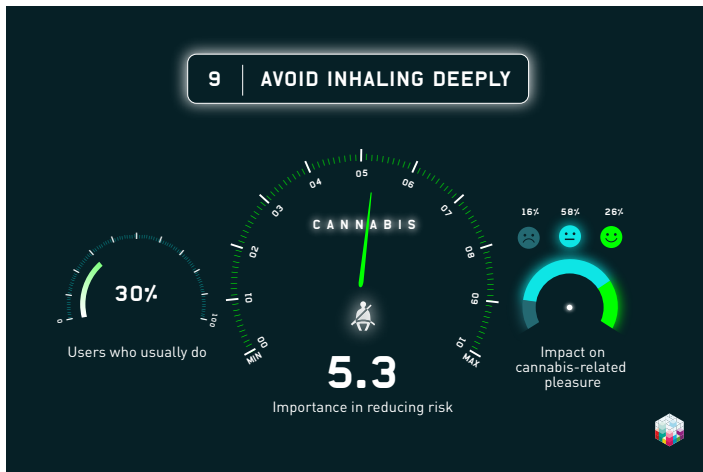 9 | AVOID INHALING DEEPLY
05
04
06
03
07
02
08
01
09
00
10
MIN
MAX
CANNABIS
5.3
Importance in reducing risk
30%
0
100
Users who usually do
16% 58% 26%
Impact on
cannabis-related
pleasure